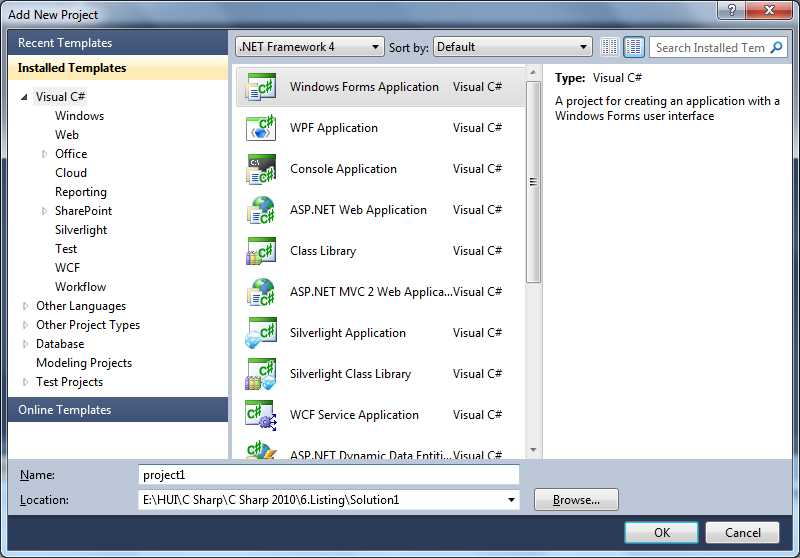 Add New Project
Recent Templates
Installed Templates
Visual C#
Windows
Web
Office
Cloud
Reporting
SharePoint
Silverlight
Test
WCF
Workflow
Other Languages
Other Project Types
Database
Modeling Projects
Test Projects
Online Templates
.NET Framework 4 Sort by: Default
Search Installed Tem
Windows Forms Application Visual C#
WPF Application Visual C#
Console Application Visual C#
ASP.NET Web Application Visual C#
Class Library Visual C#
ASP.NET MVC 2 Web Applica... Visual C#
Silverlight Application Visual C#
Silverlight Class Library Visual C#
WCF Service Application Visual C#
ASP.NET Dynamic Data Entiti... Visual C#
Type: Visual C#
A project for creating an application with a
Windows Forms user interface
Name: project1
Location: E:\HUI\C Sharp\C Sharp 2010\6.Listing\Solution1 Browse...
OK Cancel